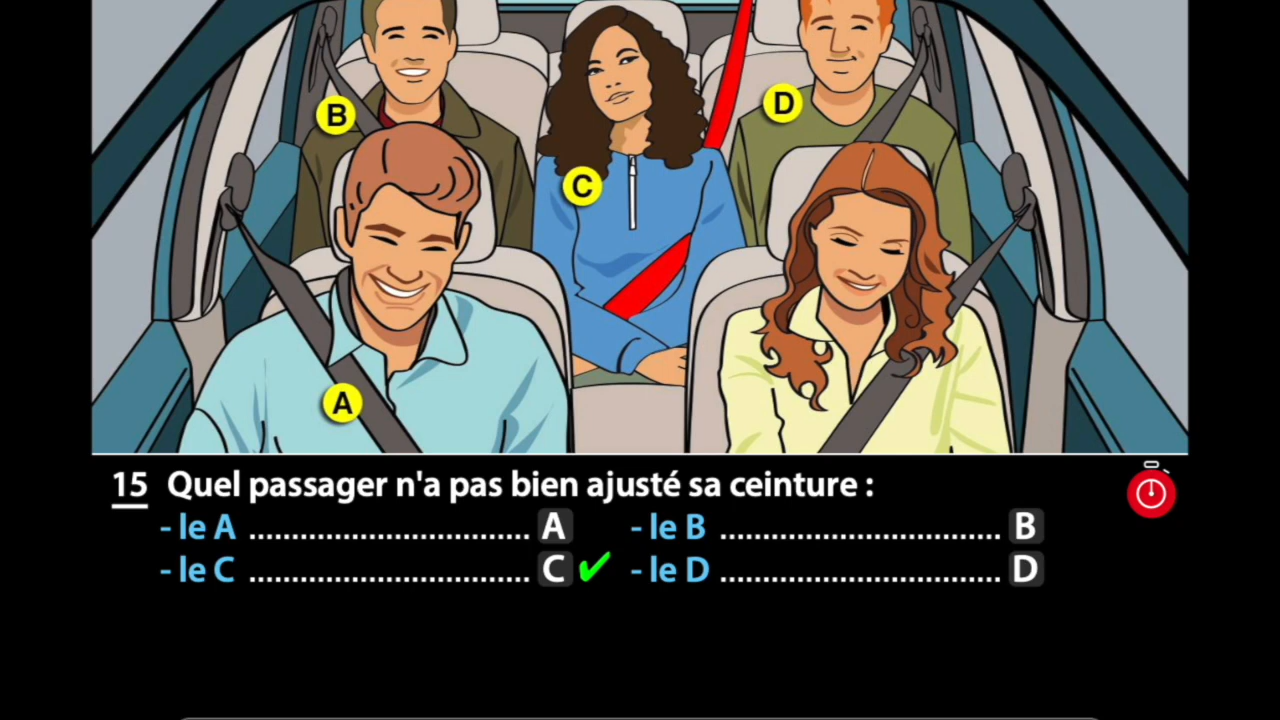 B
D
C
A
15 Quel passager n'a pas bien ajusté sa ceinture :
- le A .................................. A - le B .................................. B
- le C .................................. C ✔ - le D .................................. D